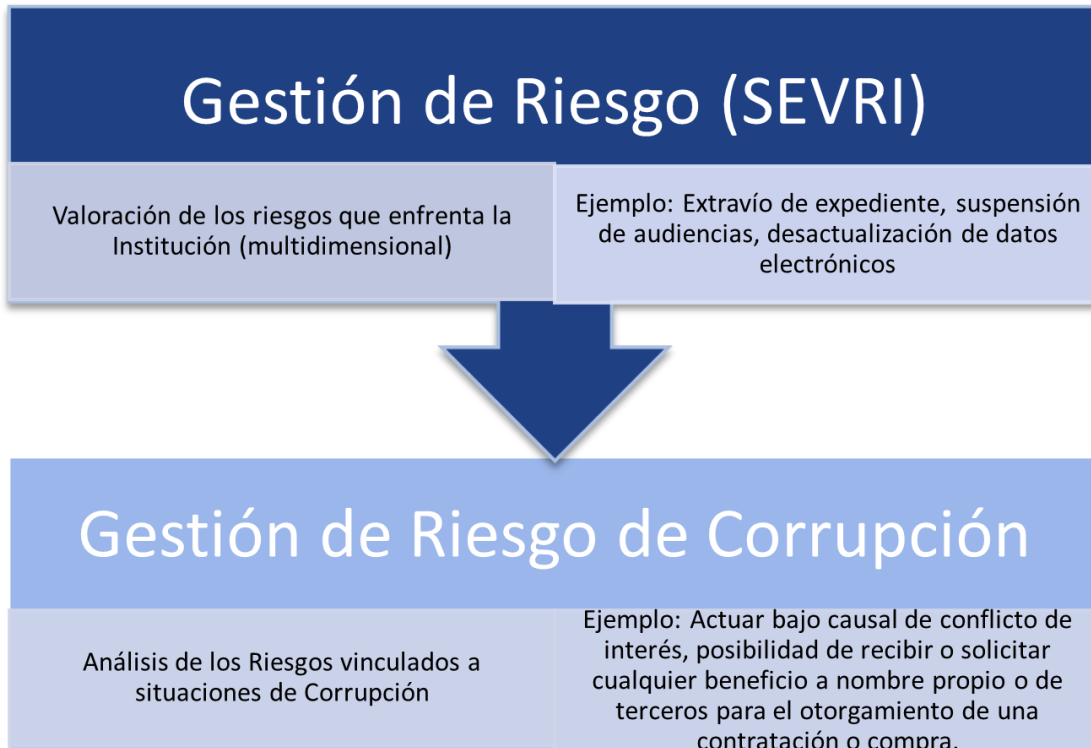 Gestión de Riesgo (SEVRI)
Valoración de los riesgos que enfrenta la
Institución (multidimensional)
Ejemplo: Extravío de expediente, suspensión
de audiencias, desactualización de datos
electrónicos
Gestión de Riesgo de Corrupción
Análisis de los Riesgos vinculados a
situaciones de Corrupción
Ejemplo: Actuar bajo causal de conflicto de
interés, posibilidad de recibir o solicitar
cualquier beneficio a nombre propio o de
terceros para el otorgamiento de una
contratación o compra.